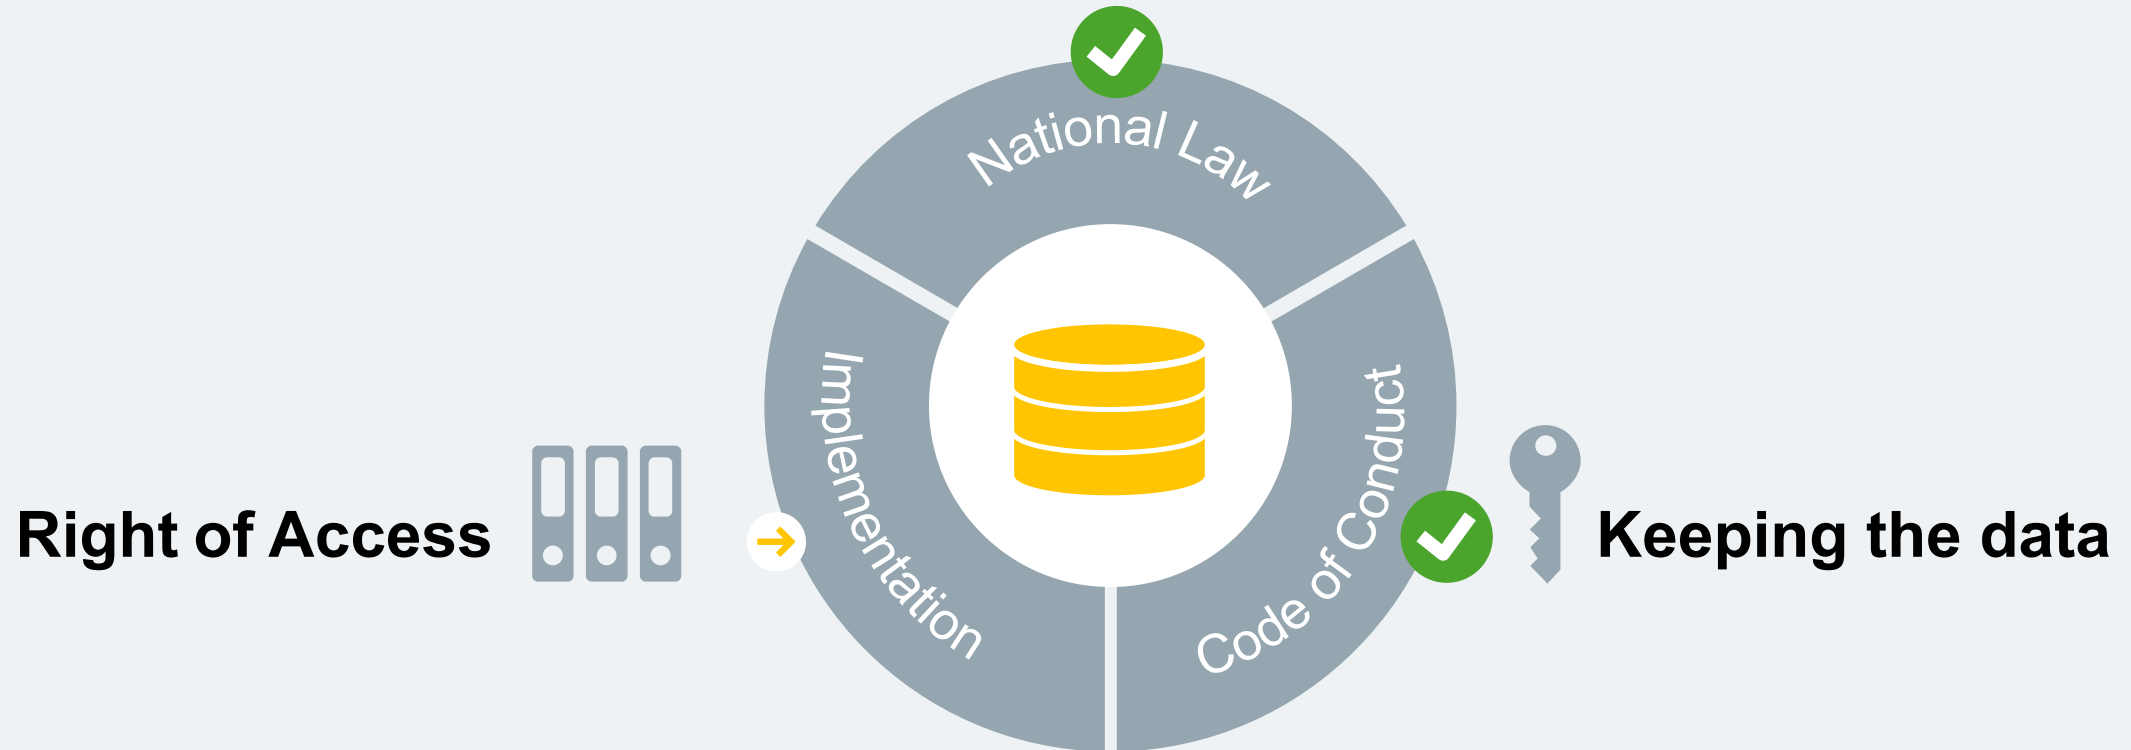 National Law
Implementation
Code of Conduct
Right of Access
Keeping the data